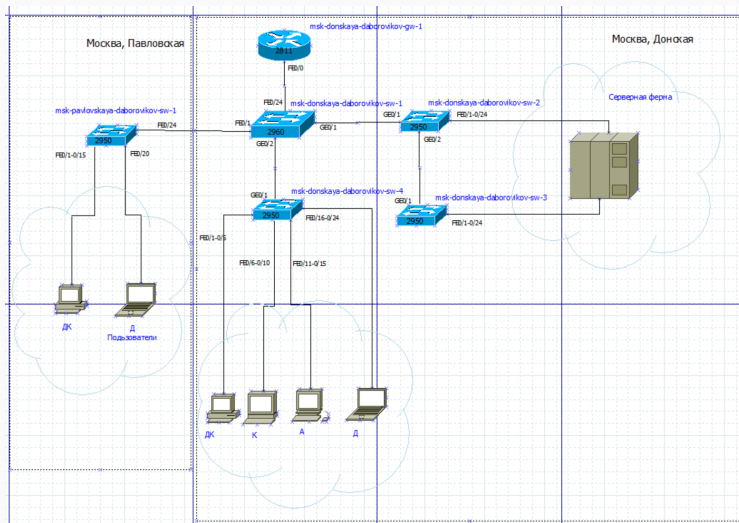 msk-donskaya-daborovikov-gw-1
2811
FE0/0
Москва, Павловская
Москва, Донская
Серверная ферма
msk-pavlovskaya-daborovikov-sw-1
2950
FE0/24
FE0/1-0/15
FE0/20
FE0/24
msk-donskaya-daborovikov-sw-1
FE0/1
2960
GE0/1
GE0/2
msk-donskaya-daborovikov-sw-2
GE0/1
2950
FE0/1-0/24
GE0/2
msk-donskaya-daborovikov-sw-3
GE0/1
2950
FE0/1-0/24
msk-donskaya-daborovikov-sw-4
GE0/1
2950
FE0/16-0/24
FE0/1-0/5
FE0/6-0/10
FE0/11-0/15
ДК
Д
Пользователи
ДК
К
А
Д